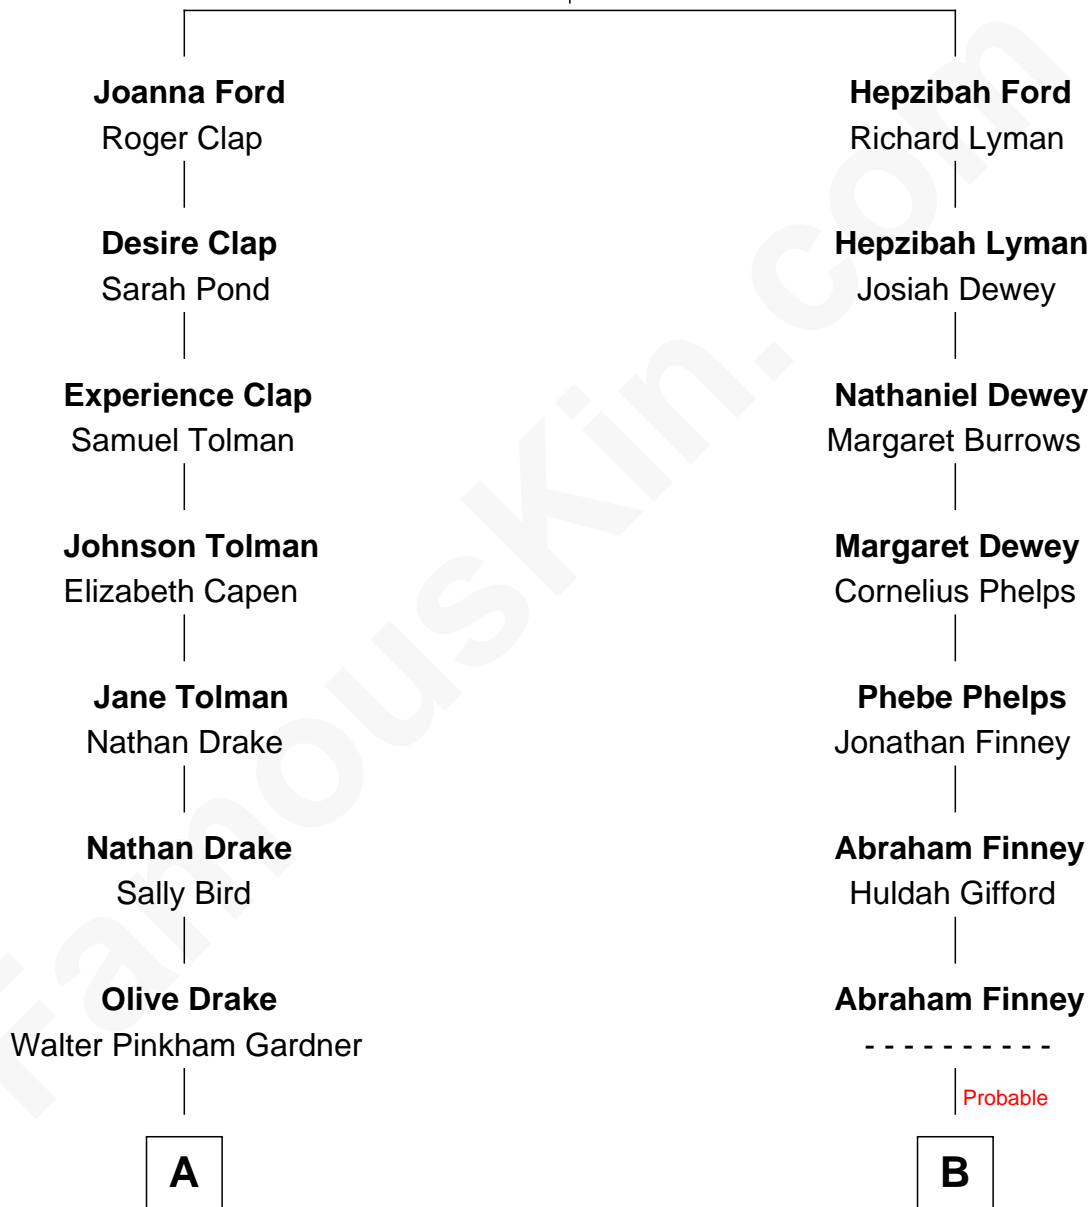 Joanna Ford
Roger Clap
Desire Clap
Sarah Pond
Experience Clap
Samuel Tolman
Johnson Tolman
Elizabeth Capen
Jane Tolman
Nathan Drake
Nathan Drake
Sally Bird
Olive Drake
Walter Pinkham Gardner
A
Hepzibah Ford
Richard Lyman
Hepzibah Lyman
Josiah Dewey
Nathaniel Dewey
Margaret Burrows
Margaret Dewey
Cornelius Phelps
Phebe Phelps
Jonathan Finney
Abraham Finney
Huldah Gifford
Abraham Finney
- - - - - - - - - -
Probable
B
FamousKin.com